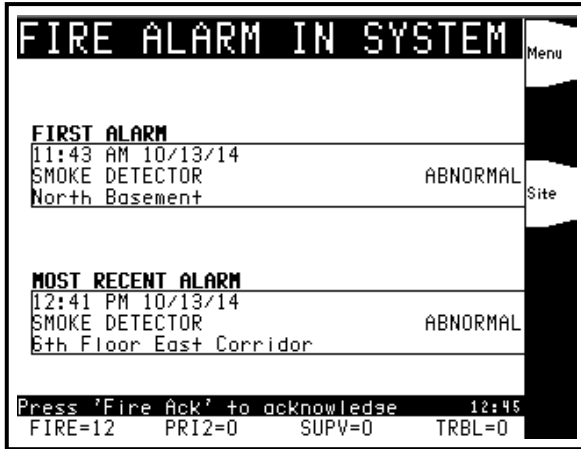 FIRE ALARM IN SYSTEM
Menu
FIRST ALARM
11:43 AM 10/13/14
SMOKE DETECTOR ABNORMAL
North Basement
Site
MOST RECENT ALARM
12:41 PM 10/13/14
SMOKE DETECTOR ABNORMAL
6th Floor East Corridor
Press 'Fire Ack' to acknowledge 12:45
FIRE=12 PRI2=0 SUPV=0 TRBL=0